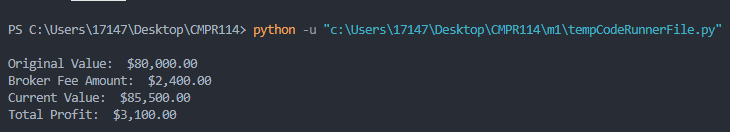 PS C:\Users\17147\Desktop\CMPR114> python -u "c:\Users\17147\Desktop\CMPR114\m1\tempCodeRunnerFile.py"
Original Value:  $80,000.00
Broker Fee Amount:  $2,400.00
Current Value:  $85,500.00
Total Profit:  $3,100.00